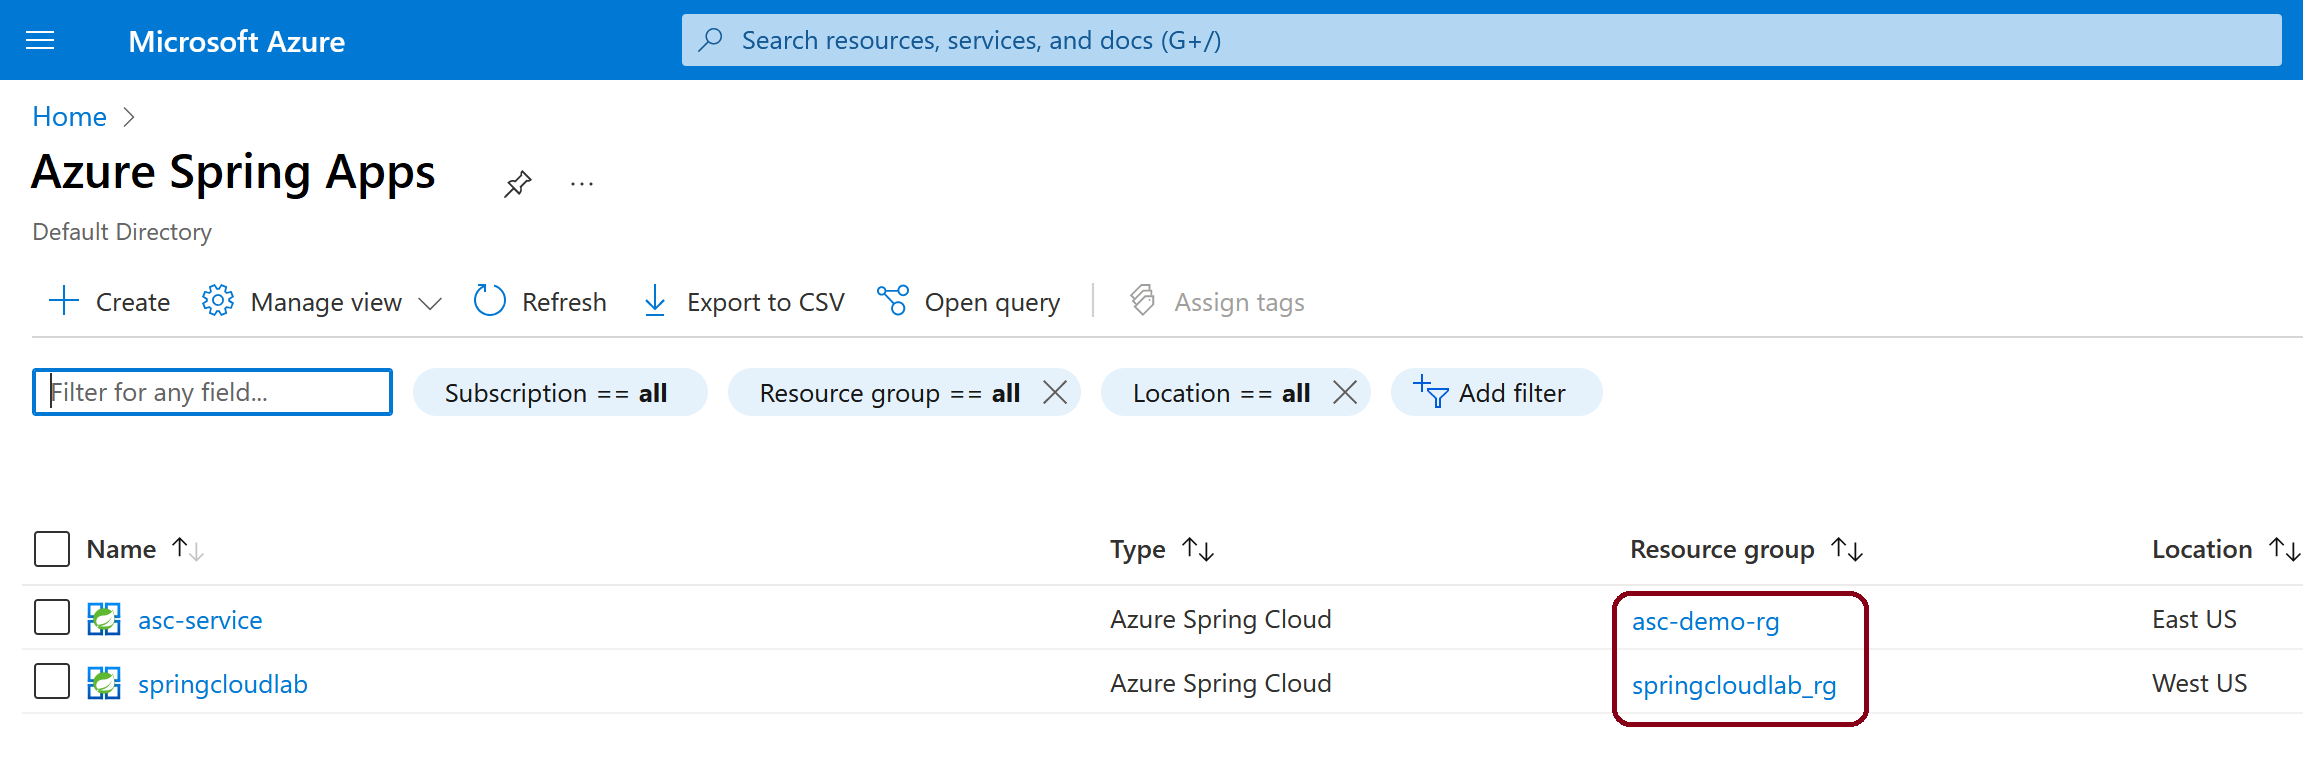 Microsoft Azure
Search resources, services, and docs (G+/)
Home
Azure Spring Apps
...
Default Directory
Create Manage view Refresh Export to CSV Open query Assign tags
Filter for any field... Subscription == all Resource group == all Location == all Add filter
Name Type Resource group Location
asc-service Azure Spring Cloud asc-demo-rg East US
springcloudlab Azure Spring Cloud springcloudlab_rg West US